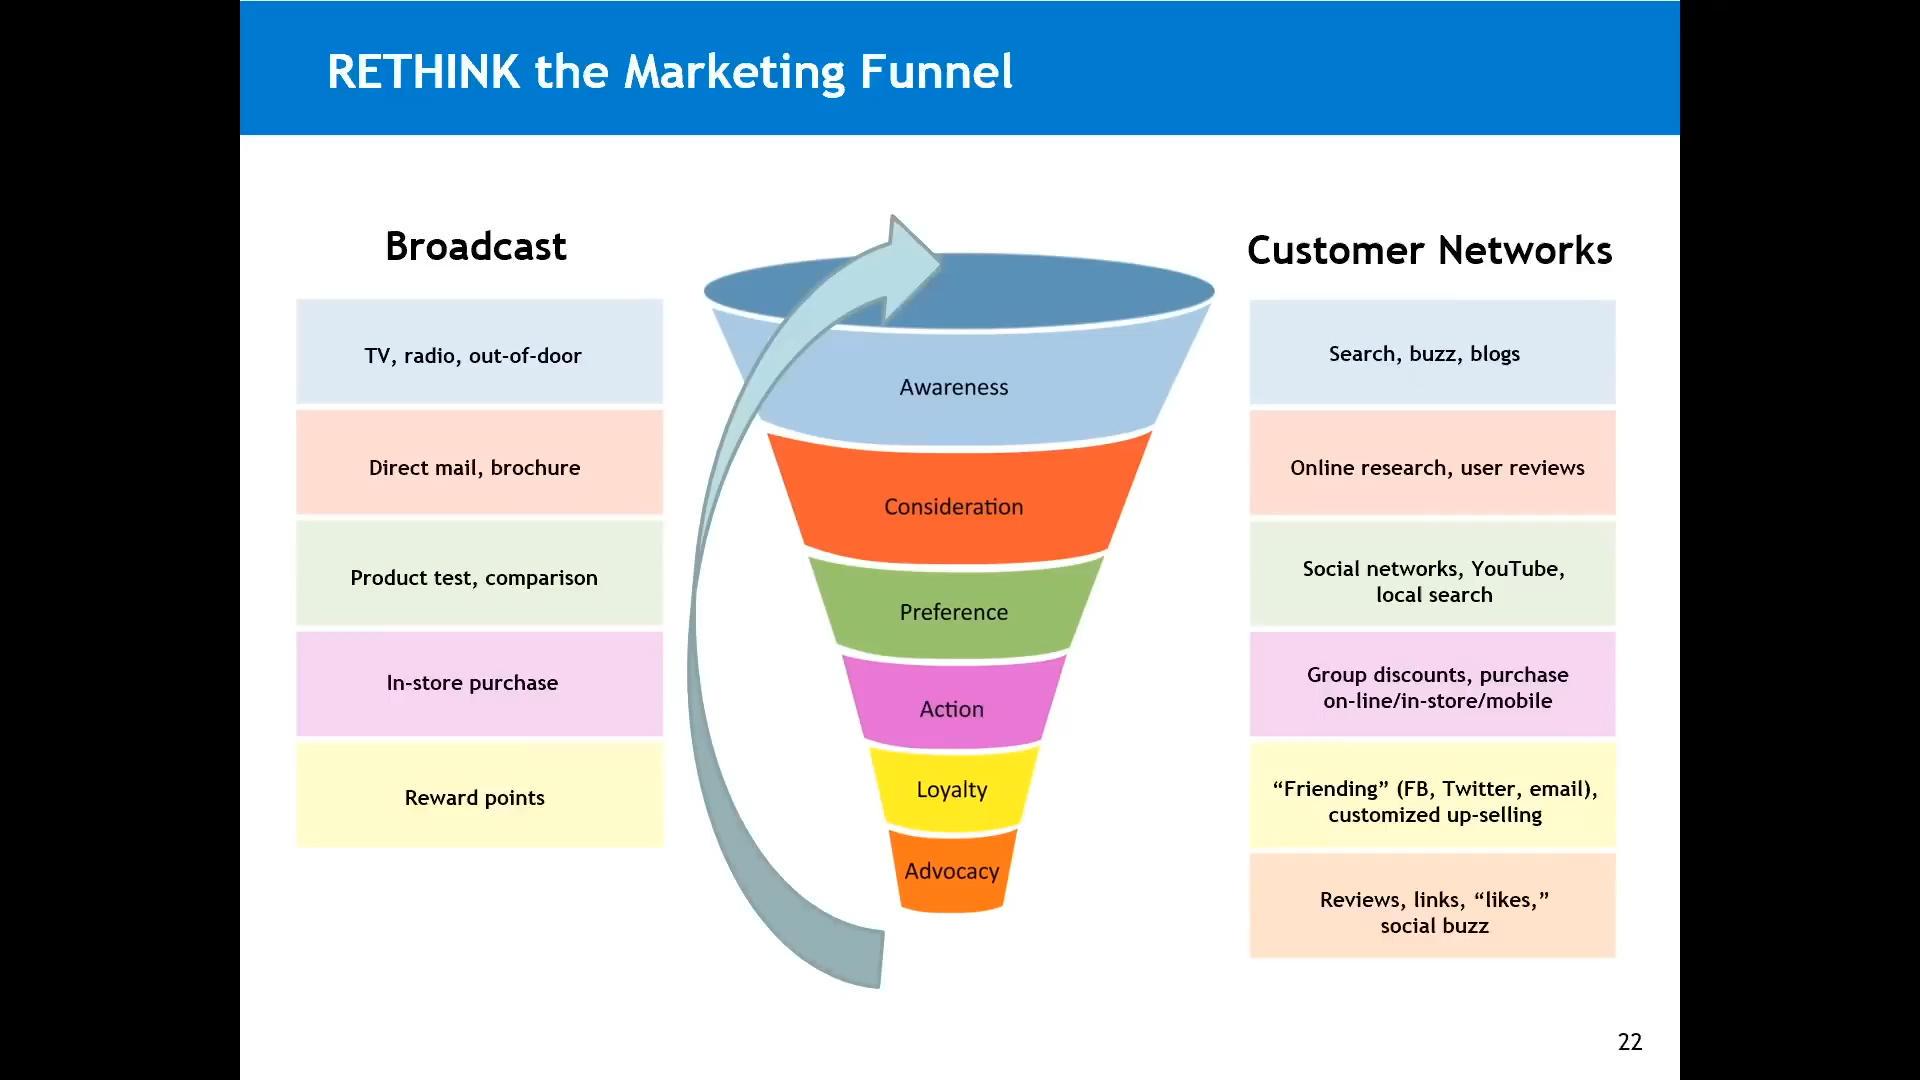 RETHINK the Marketing Funnel
Broadcast
TV, radio, out-of-door
Direct mail, brochure
Product test, comparison
In-store purchase
Reward points
Awareness
Consideration
Preference
Action
Loyalty
Advocacy
Customer Networks
Search, buzz, blogs
Online research, user reviews
Social networks, YouTube,
local search
Group discounts, purchase
on-line/in-store/mobile
“Friending” (FB, Twitter, email),
customized up-selling
Reviews, links, “likes,”
social buzz
22